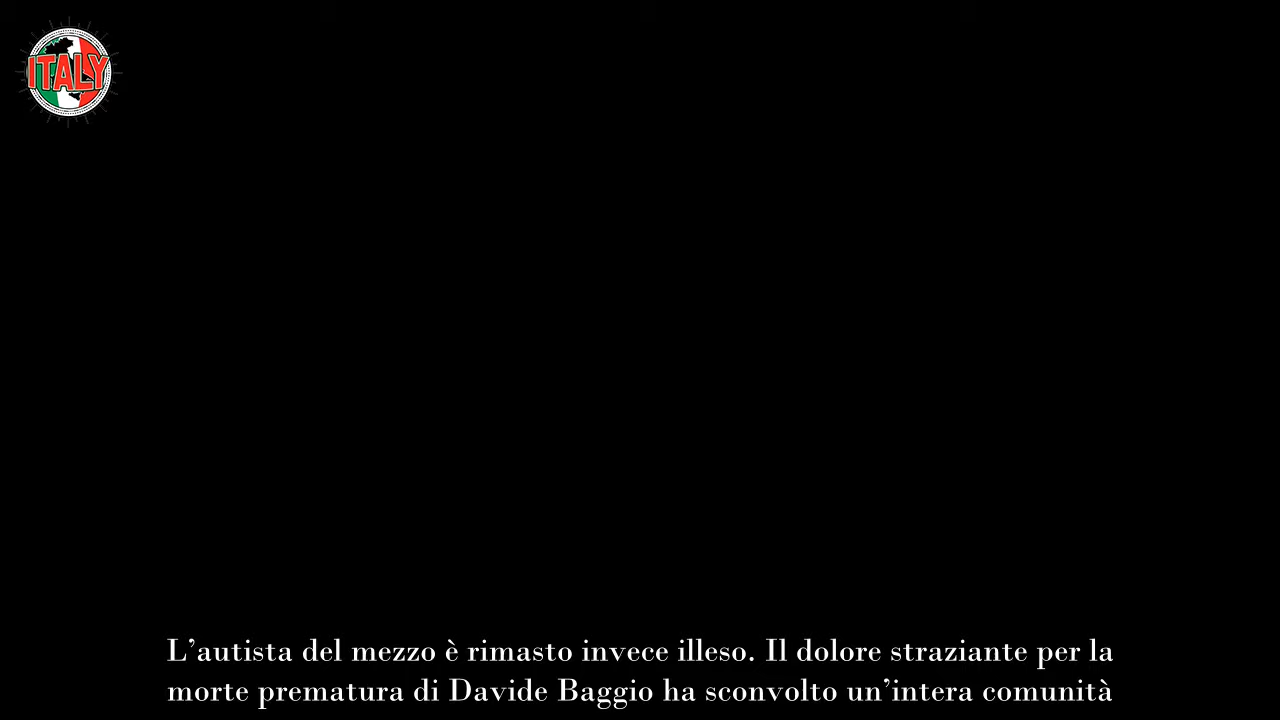 ITALY
L’autista del mezzo è rimasto invece illeso. Il dolore straziante per la
morte prematura di Davide Baggio ha sconvolto un’intera comunità